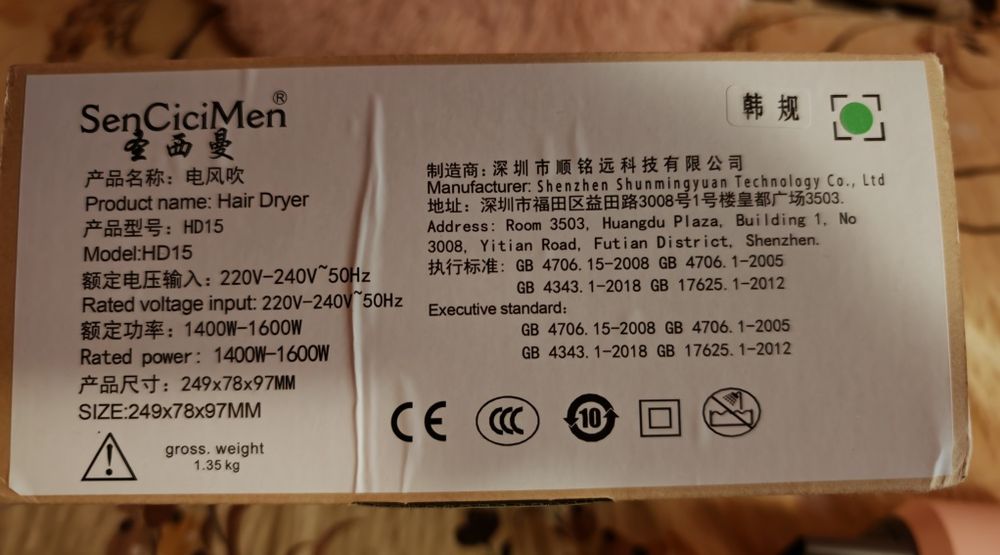 SenCiciMen®
圣西曼
产品名称：电风吹
Product name: Hair Dryer
产品型号：HD15
Model:HD15
额定电压输入：220V-240V~50Hz
Rated voltage input: 220V-240V~50Hz
额定功率：1400W-1600W
Rated power: 1400W-1600W
产品尺寸：249x78x97MM
SIZE:249x78x97MM
gross. weight
1.35 kg
韩规
制造商：深圳市顺铭远科技有限公司
Manufacturer: Shenzhen Shunmingyuan Technology Co., Ltd
地址：深圳市福田区益田路3008号1号楼皇都广场3503.
Address: Room 3503, Huangdu Plaza, Building 1, No
3008, Yitian Road, Futian District, Shenzhen.
执行标准：GB 4706.15-2008 GB 4706.1-2005
GB 4343.1-2018 GB 17625.1-2012
Executive standard:
GB 4706.15-2008 GB 4706.1-2005
GB 4343.1-2018 GB 17625.1-2012
CE CCC 10